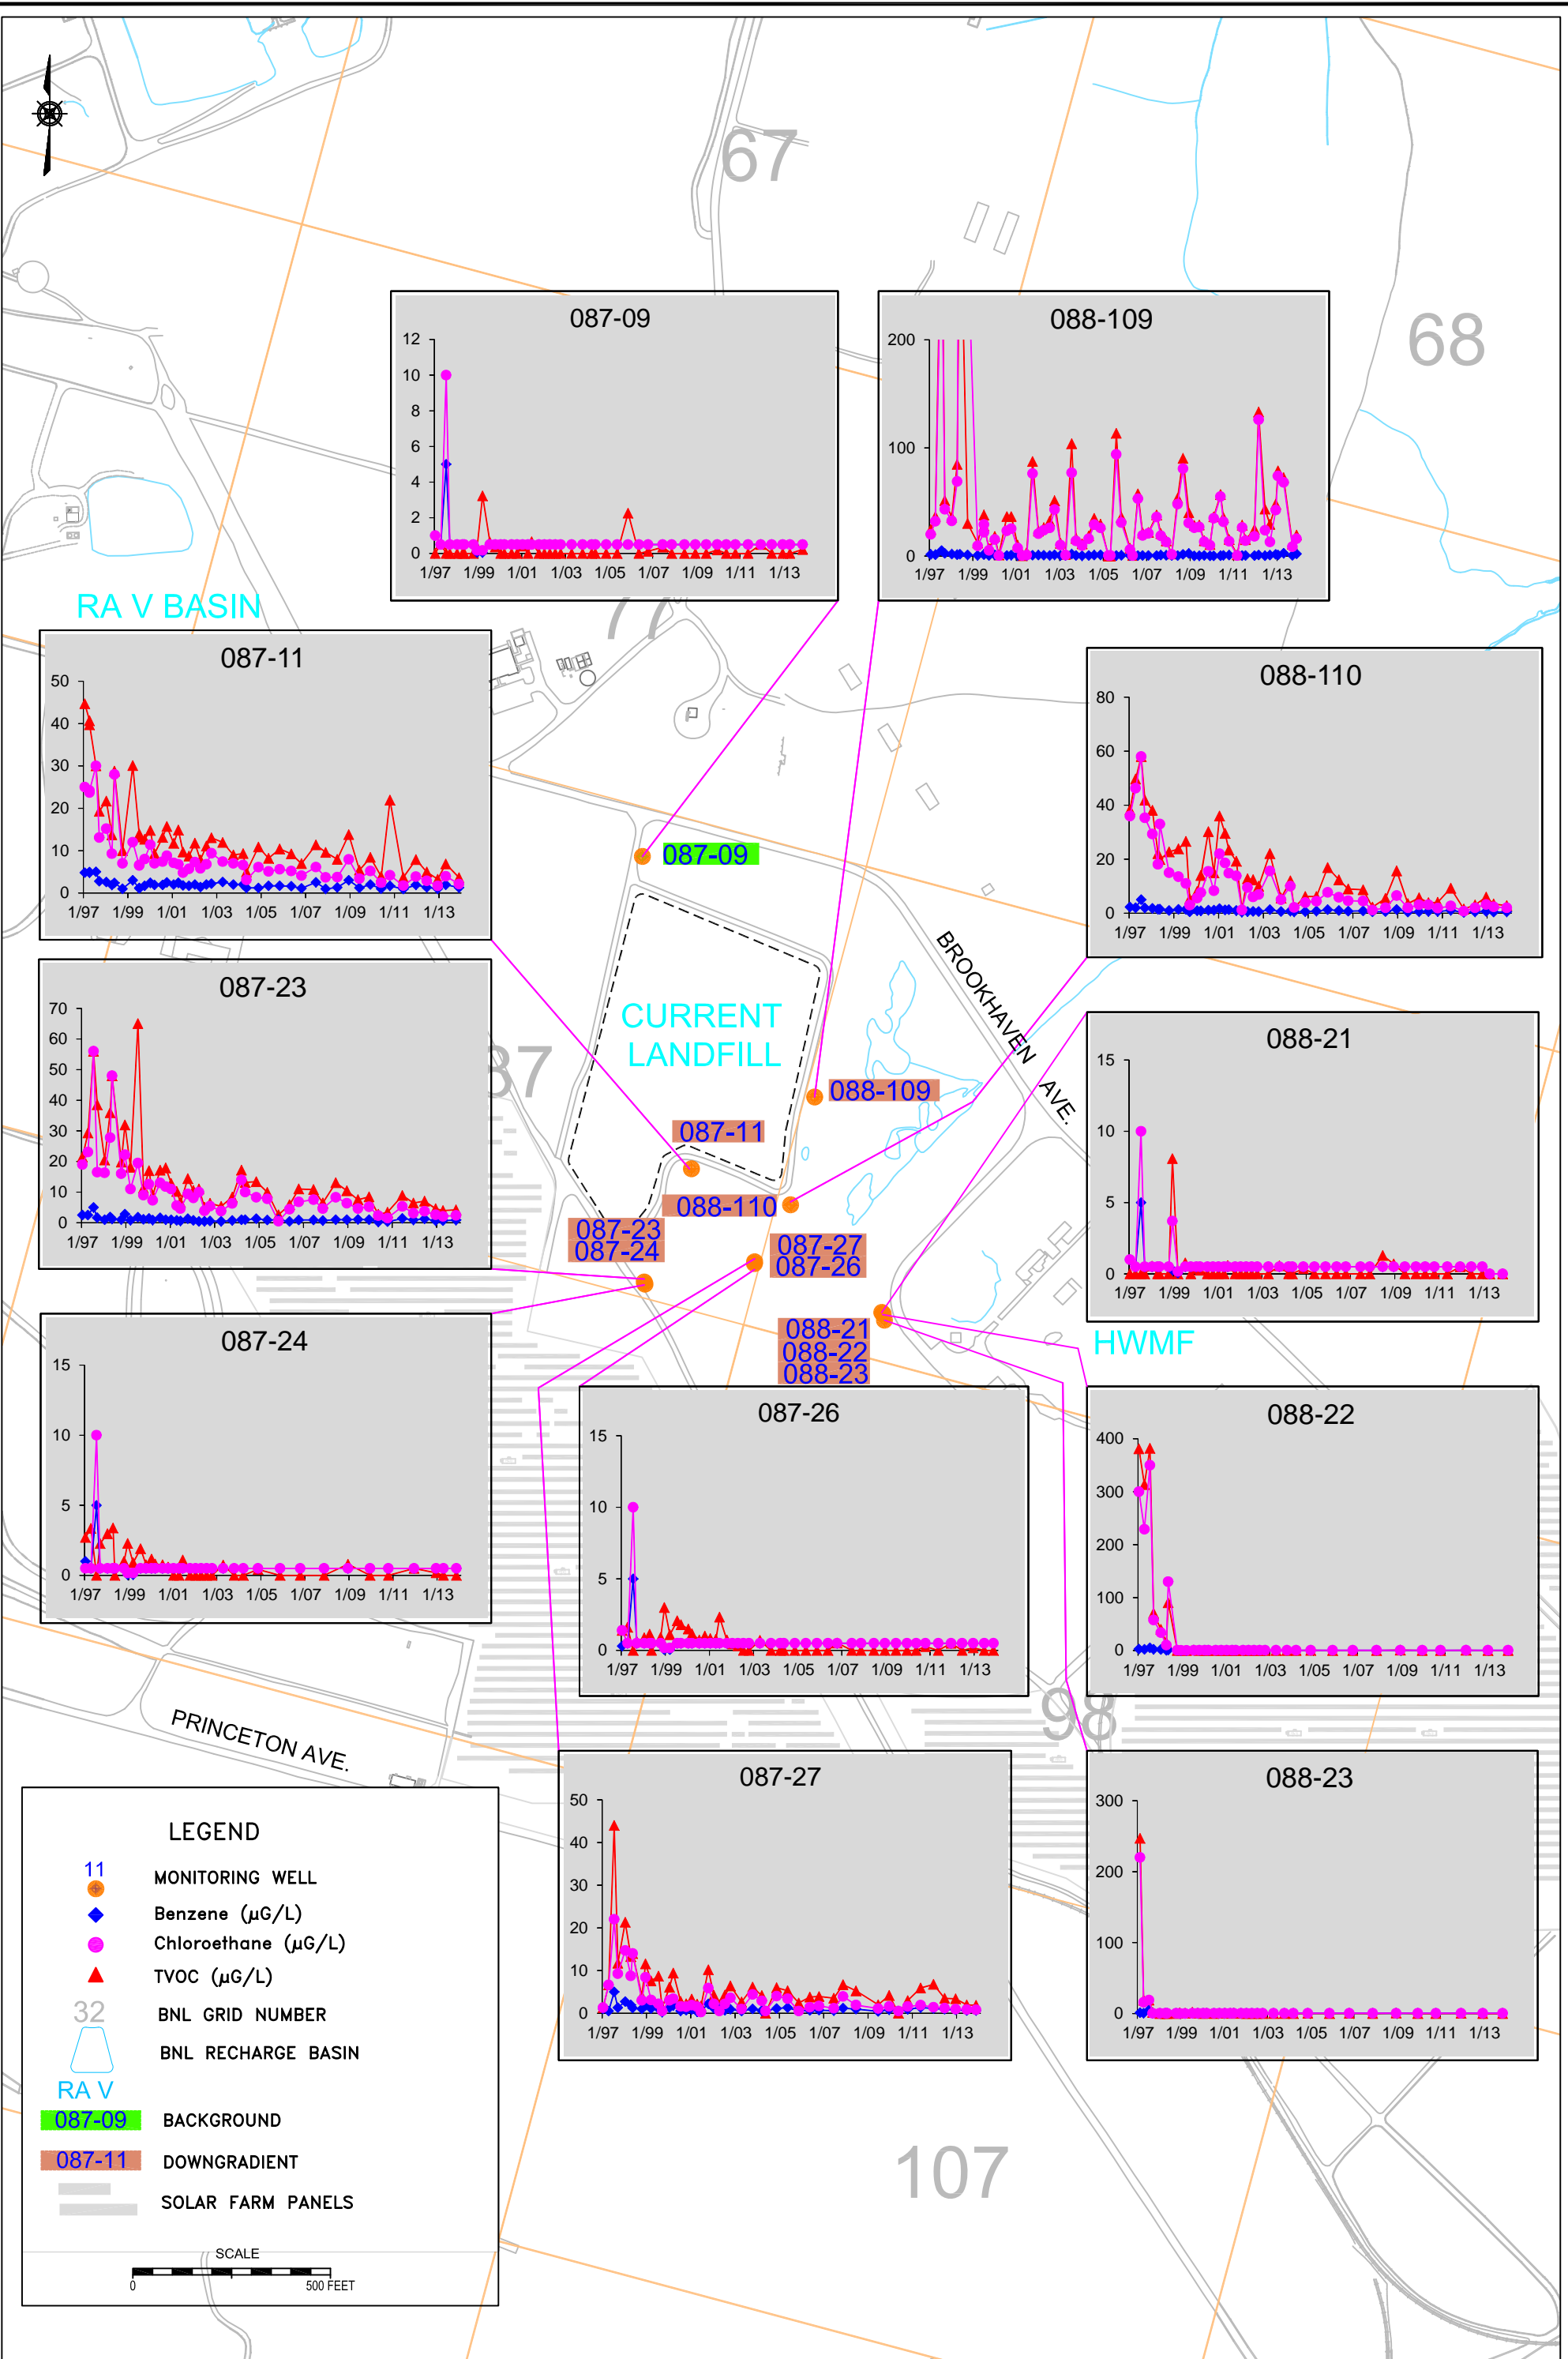 67
68
087-09
12
10
8
6
4
2
0
1/97 1/99 1/01 1/03 1/05 1/07 1/09 1/11 1/13
088-109
200
100
0
1/97 1/99 1/01 1/03 1/05 1/07 1/09 1/11 1/13
77
RA V BASIN
087-11
50
40
30
20
10
0
1/97 1/99 1/01 1/03 1/05 1/07 1/09 1/11 1/13
088-110
80
60
40
20
0
1/97 1/99 1/01 1/03 1/05 1/07 1/09 1/11 1/13
087-09
BROOKHAVEN AVE.
CURRENT
LANDFILL
87
088-109
087-11
088-110
087-23
087-24
087-27
087-26
088-21
088-22
088-23
HWMF
087-23
70
60
50
40
30
20
10
0
1/97 1/99 1/01 1/03 1/05 1/07 1/09 1/11 1/13
088-21
15
10
5
0
1/97 1/99 1/01 1/03 1/05 1/07 1/09 1/11 1/13
087-24
15
10
5
0
1/97 1/99 1/01 1/03 1/05 1/07 1/09 1/11 1/13
087-26
15
10
5
0
1/97 1/99 1/01 1/03 1/05 1/07 1/09 1/11 1/13
088-22
400
300
200
100
0
1/97 1/99 1/01 1/03 1/05 1/07 1/09 1/11 1/13
98
PRINCETON AVE.
087-27
50
40
30
20
10
0
1/97 1/99 1/01 1/03 1/05 1/07 1/09 1/11 1/13
088-23
300
200
100
0
1/97 1/99 1/01 1/03 1/05 1/07 1/09 1/11 1/13
107
LEGEND
11
MONITORING WELL
Benzene (µG/L)
Chloroethane (µG/L)
TVOC (µG/L)
32 BNL GRID NUMBER
BNL RECHARGE BASIN
RA V
087-09 BACKGROUND
087-11 DOWNGRADIENT
SOLAR FARM PANELS
SCALE
0 500 FEET